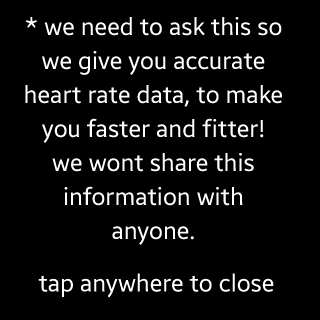 * we need to ask this so
we give you accurate
heart rate data, to make
you faster and fitter!
we wont share this
information with
anyone.
tap anywhere to close